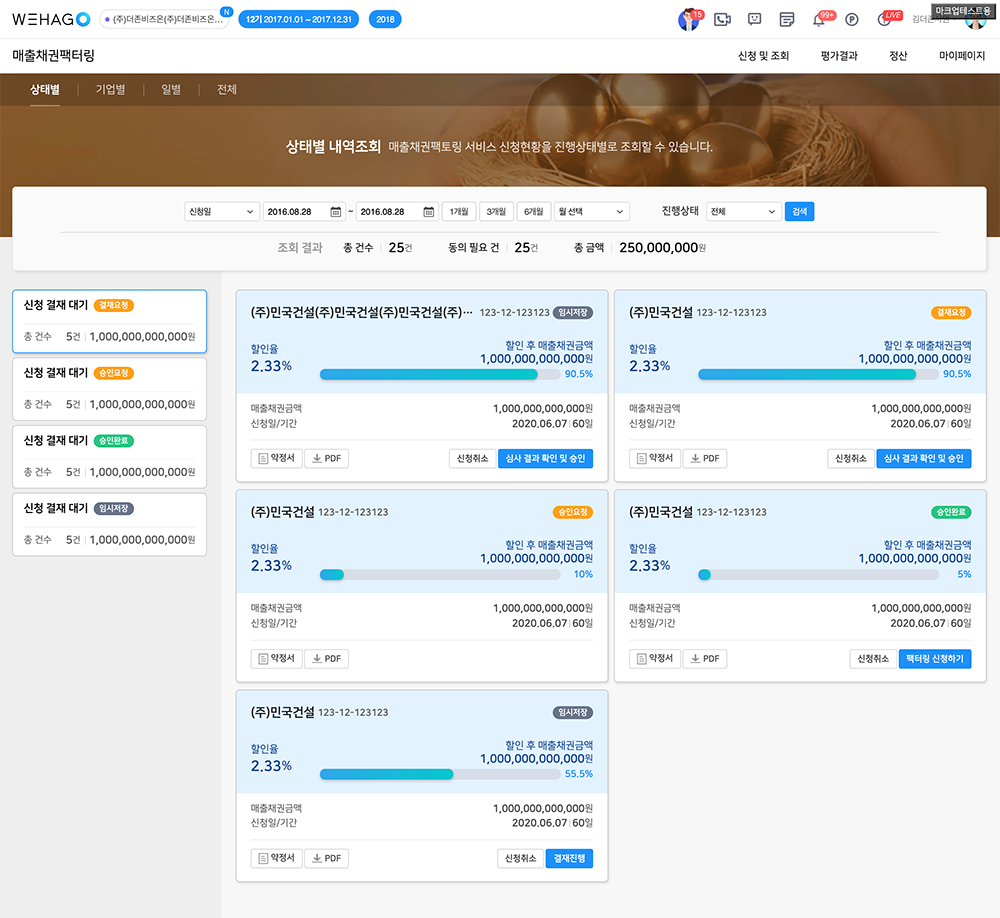 WEHAGO
(주)더존비즈온(주)더존비즈온... N
12기 2017.01.01 ~ 2017.12.31
2018
15
99+
LIVE
마크업테스트용
매출채권팩터링
신청 및 조회 평가결과 정산 마이페이지
상태별 기업별 일별 전체
상태별 내역조회 매출채권팩토링 서비스 신청현황을 진행상태별로 조회할 수 있습니다.
신청일 2016.08.28 ~ 2016.08.28 1개월 3개월 6개월 월 선택 진행상태 전체 검색
조회 결과 총 건수 25건 동의 필요 건 25건 총 금액 250,000,000원
신청 결재 대기 결재요청
총 건수 5건 1,000,000,000,000원
신청 결재 대기 승인요청
총 건수 5건 1,000,000,000,000원
신청 결재 대기 승인완료
총 건수 5건 1,000,000,000,000원
신청 결재 대기 임시저장
총 건수 5건 1,000,000,000,000원
(주)민국건설(주)민국건설(주)민국건설(주)… 123-12-123123 임시저장
할인율
2.33%
할인 후 매출채권금액
1,000,000,000,000원
90.5%
매출채권금액 1,000,000,000,000원
신청일/기간 2020.06.07 60일
약정서 PDF 신청취소 심사 결과 확인 및 승인
(주)민국건설 123-12-123123 결재요청
할인율
2.33%
할인 후 매출채권금액
1,000,000,000,000원
90.5%
매출채권금액 1,000,000,000,000원
신청일/기간 2020.06.07 60일
약정서 PDF 신청취소 심사 결과 확인 및 승인
(주)민국건설 123-12-123123 승인요청
할인율
2.33%
할인 후 매출채권금액
1,000,000,000,000원
10%
매출채권금액 1,000,000,000,000원
신청일/기간 2020.06.07 60일
약정서 PDF
(주)민국건설 123-12-123123 승인완료
할인율
2.33%
할인 후 매출채권금액
1,000,000,000,000원
5%
매출채권금액 1,000,000,000,000원
신청일/기간 2020.06.07 60일
약정서 PDF 신청취소 팩터링 신청하기
(주)민국건설 123-12-123123 임시저장
할인율
2.33%
할인 후 매출채권금액
1,000,000,000,000원
55.5%
매출채권금액 1,000,000,000,000원
신청일/기간 2020.06.07 60일
약정서 PDF 신청취소 결재진행